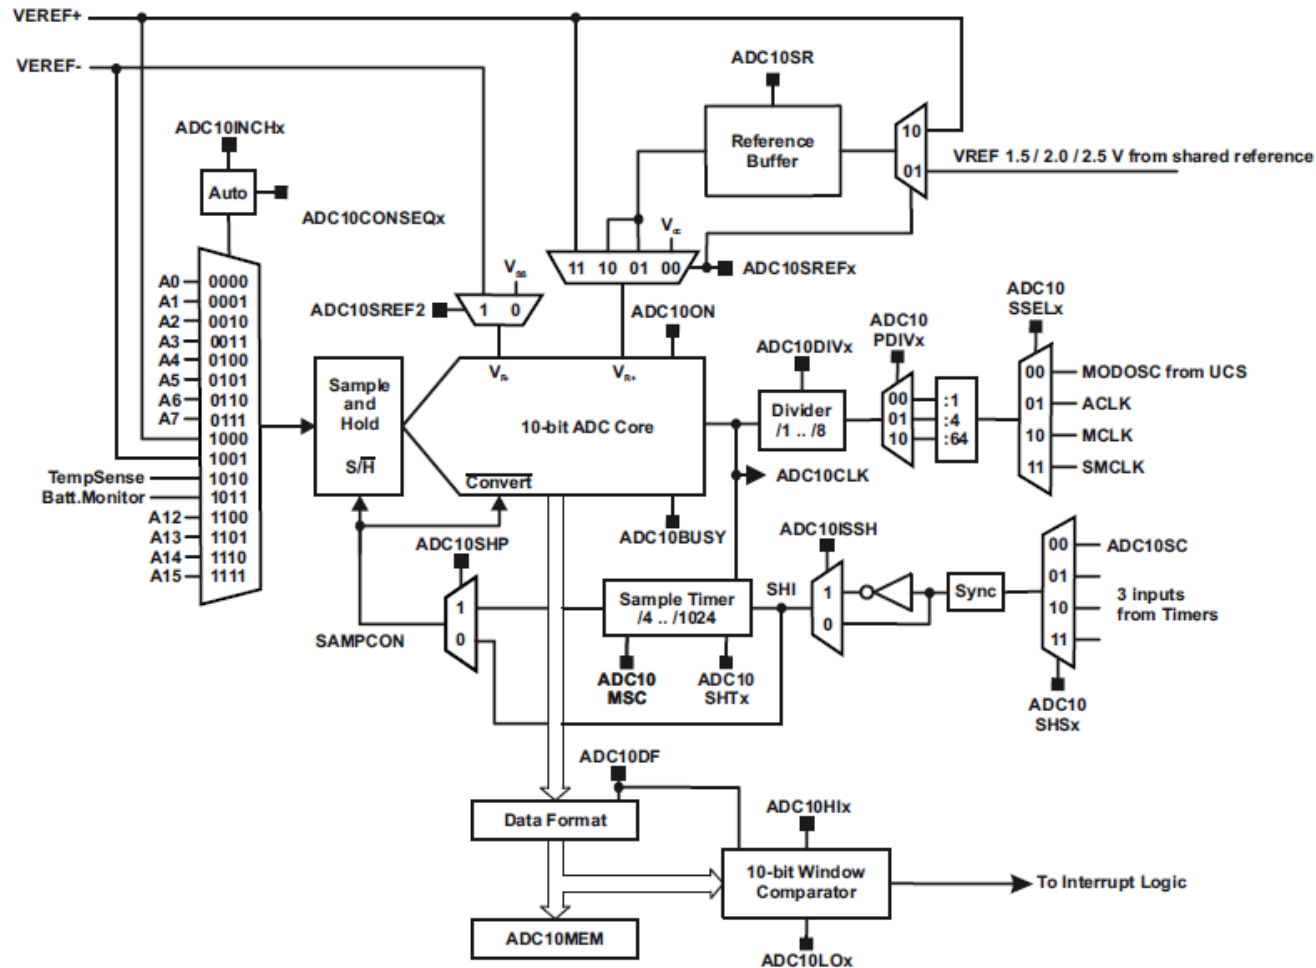 VEREF+
VEREF-
ADC10SR
ADC10INCHx
Reference
Buffer
10
01
VREF 1.5 / 2.0 / 2.5 V from shared reference
Auto
ADC10CONSEQx
Vcc
11 10 01 00
ADC10SREFx
Vss
ADC10SREF2
1 0
ADC10ON
A0 0000
A1 0001
A2 0010
A3 0011
A4 0100
A5 0101
A6 0110
A7 0111
1000
1001
TempSense 1010
Batt.Monitor 1011
A12 1100
A13 1101
A14 1110
A15 1111
Sample
and
Hold
S/H
VR-
VR+
10-bit ADC Core
Convert
ADC10BUSY
ADC10DIVx
Divider
/1 .. /8
ADC10
PDIVx
00 :1
01 :4
10 :64
ADC10
SSELx
00 MODOSC from UCS
01 ACLK
10 MCLK
11 SMCLK
ADC10CLK
ADC10SHP
1
0
SAMPCON
Sample Timer
/4 .. /1024
ADC10
MSC
ADC10
SHTx
SHI
ADC10ISSH
1
0
Sync
00 ADC10SC
01
10
11
3 inputs
from Timers
ADC10
SHSx
ADC10DF
Data Format
ADC10HIx
10-bit Window
Comparator
To Interrupt Logic
ADC10MEM
ADC10LOx